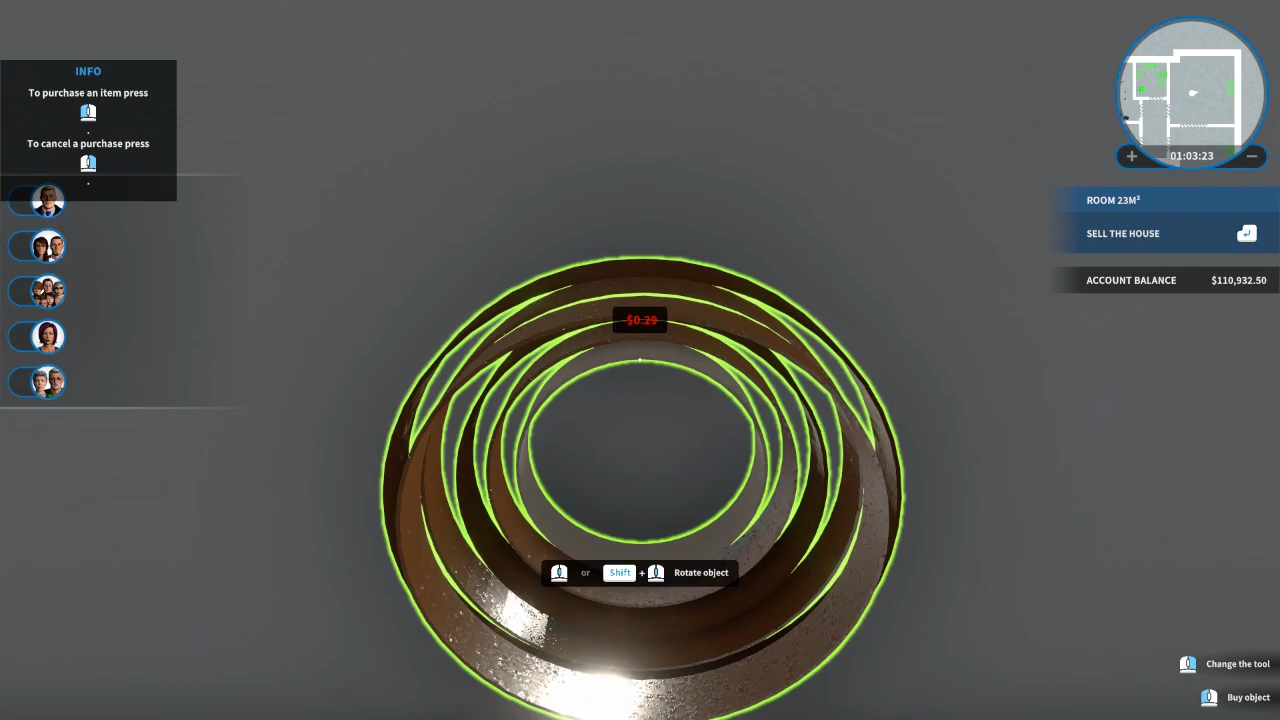 INFO
To purchase an item press
.
To cancel a purchase press
.
01:03:23
ROOM 23M²
SELL THE HOUSE
ACCOUNT BALANCE $110,932.50
-$0.29
or Shift + Rotate object
Change the tool
Buy object